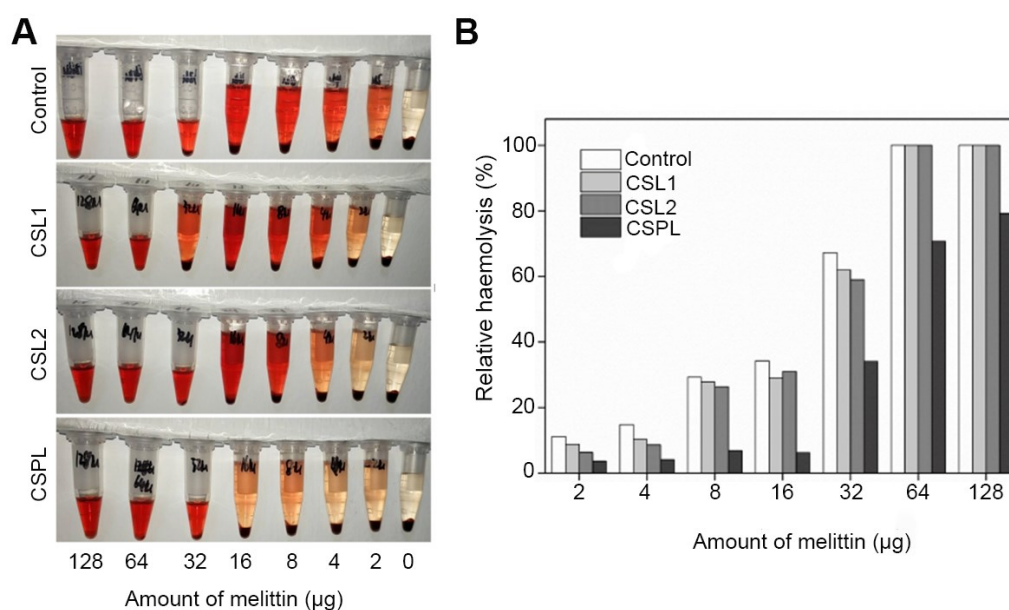 A
Control
CSL1
CSL2
CSPL
128 64 32 16 8 4 2 0
Amount of melittin (µg)
B
Relative haemolysis (%)
100
80
60
40
20
0
Control
CSL1
CSL2
CSPL
2 4 8 16 32 64 128
Amount of melittin (µg)